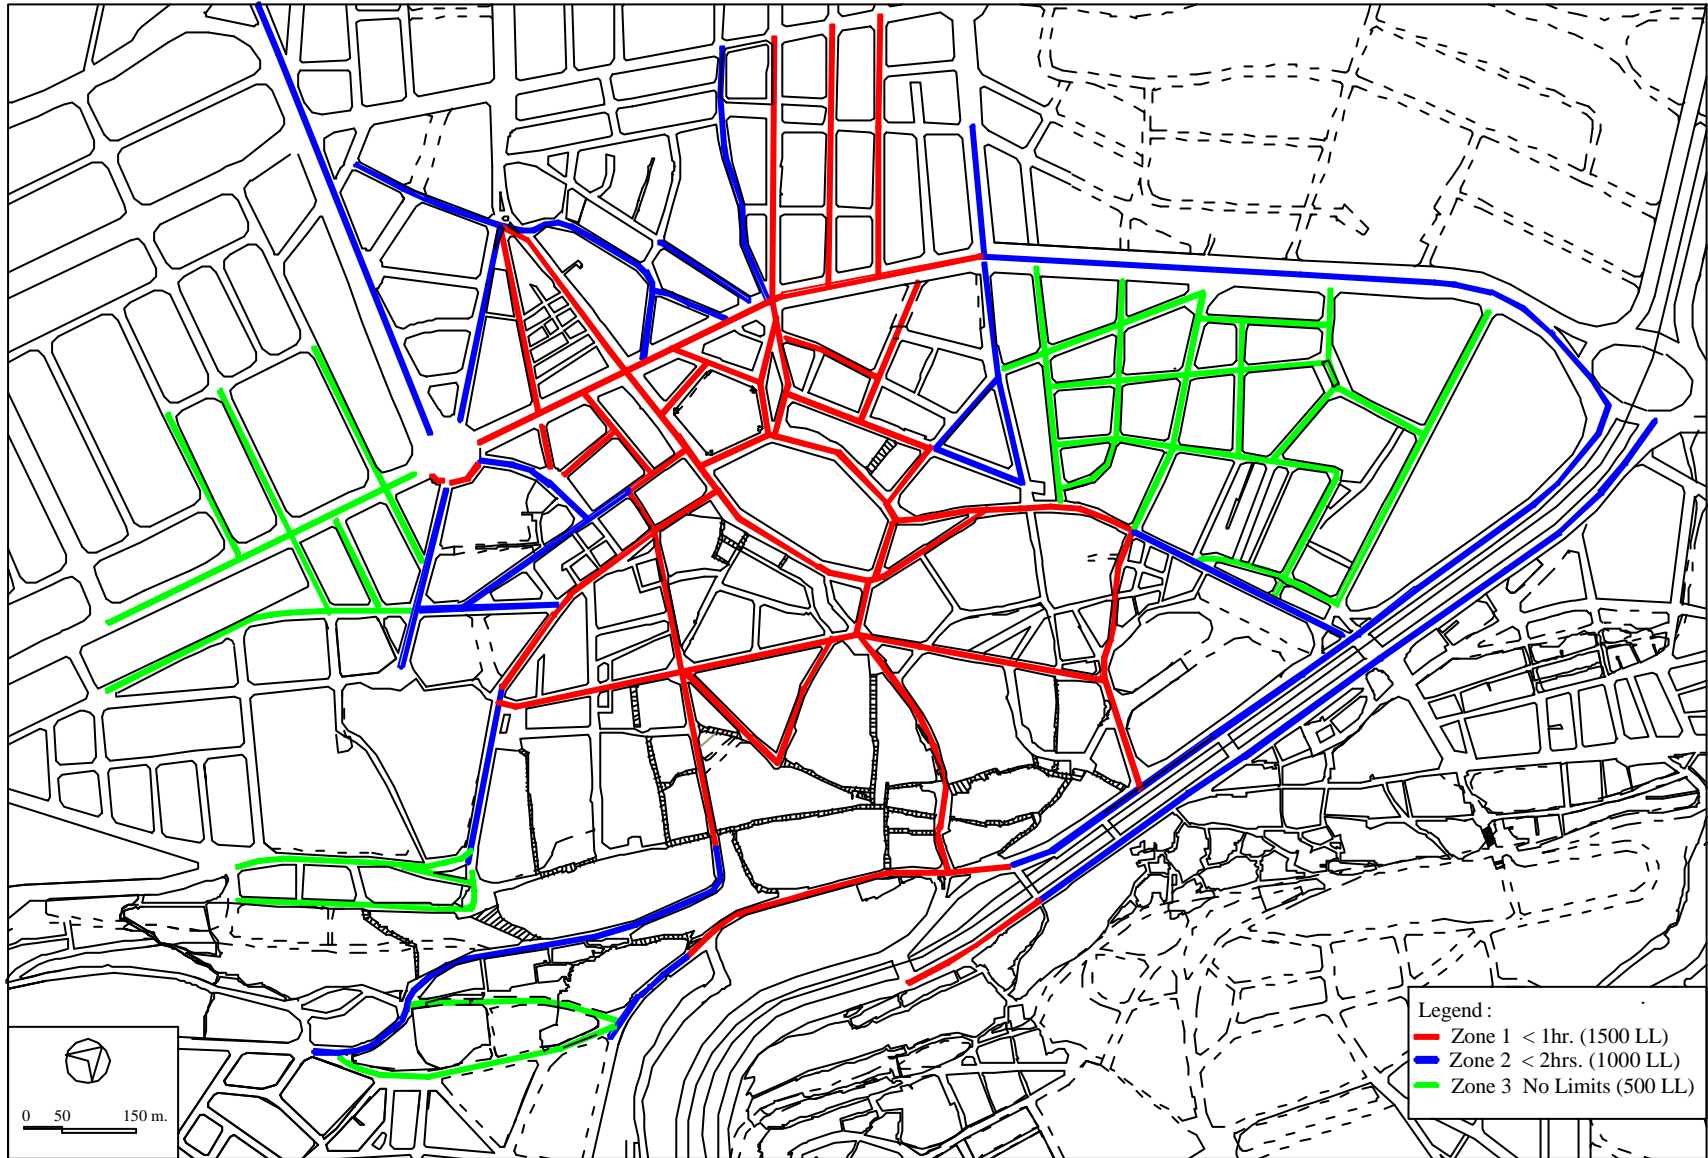 Legend :
Zone 1 < 1hr. (1500 LL)
Zone 2 < 2hrs. (1000 LL)
Zone 3 No Limits (500 LL)
0 50 150 m.